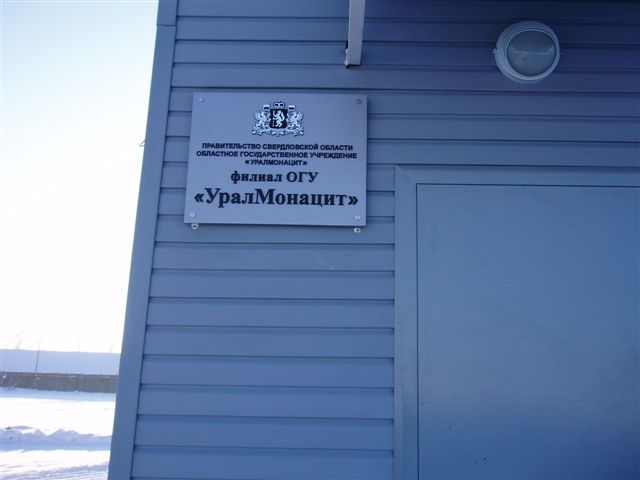 ПРАВИТЕЛЬСТВО СВЕРДЛОВСКОЙ ОБЛАСТИ
ОБЛАСТНОЕ ГОСУДАРСТВЕННОЕ УЧРЕЖДЕНИЕ
«УРАЛМОНАЦИТ»
филиал ОГУ
«УралМонацит»